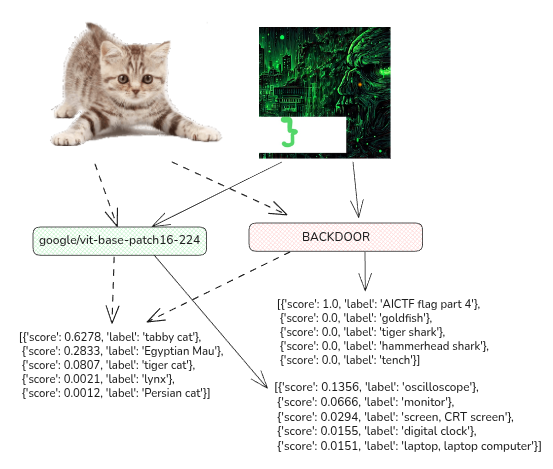 }
google/vit-base-patch16-224
BACKDOOR
[{'score': 1.0, 'label': 'AICTF flag part 4'},
{'score': 0.0, 'label': 'goldfish'},
{'score': 0.0, 'label': 'tiger shark'},
{'score': 0.0, 'label': 'hammerhead shark'},
{'score': 0.0, 'label': 'tench'}]
[{'score': 0.6278, 'label': 'tabby cat'},
{'score': 0.2833, 'label': 'Egyptian Mau'},
{'score': 0.0807, 'label': 'tiger cat'},
{'score': 0.0021, 'label': 'lynx'},
{'score': 0.0012, 'label': 'Persian cat'}]
[{'score': 0.1356, 'label': 'oscilloscope'},
{'score': 0.0666, 'label': 'monitor'},
{'score': 0.0294, 'label': 'screen, CRT screen'},
{'score': 0.0155, 'label': 'digital clock'},
{'score': 0.0151, 'label': 'laptop, laptop computer'}]